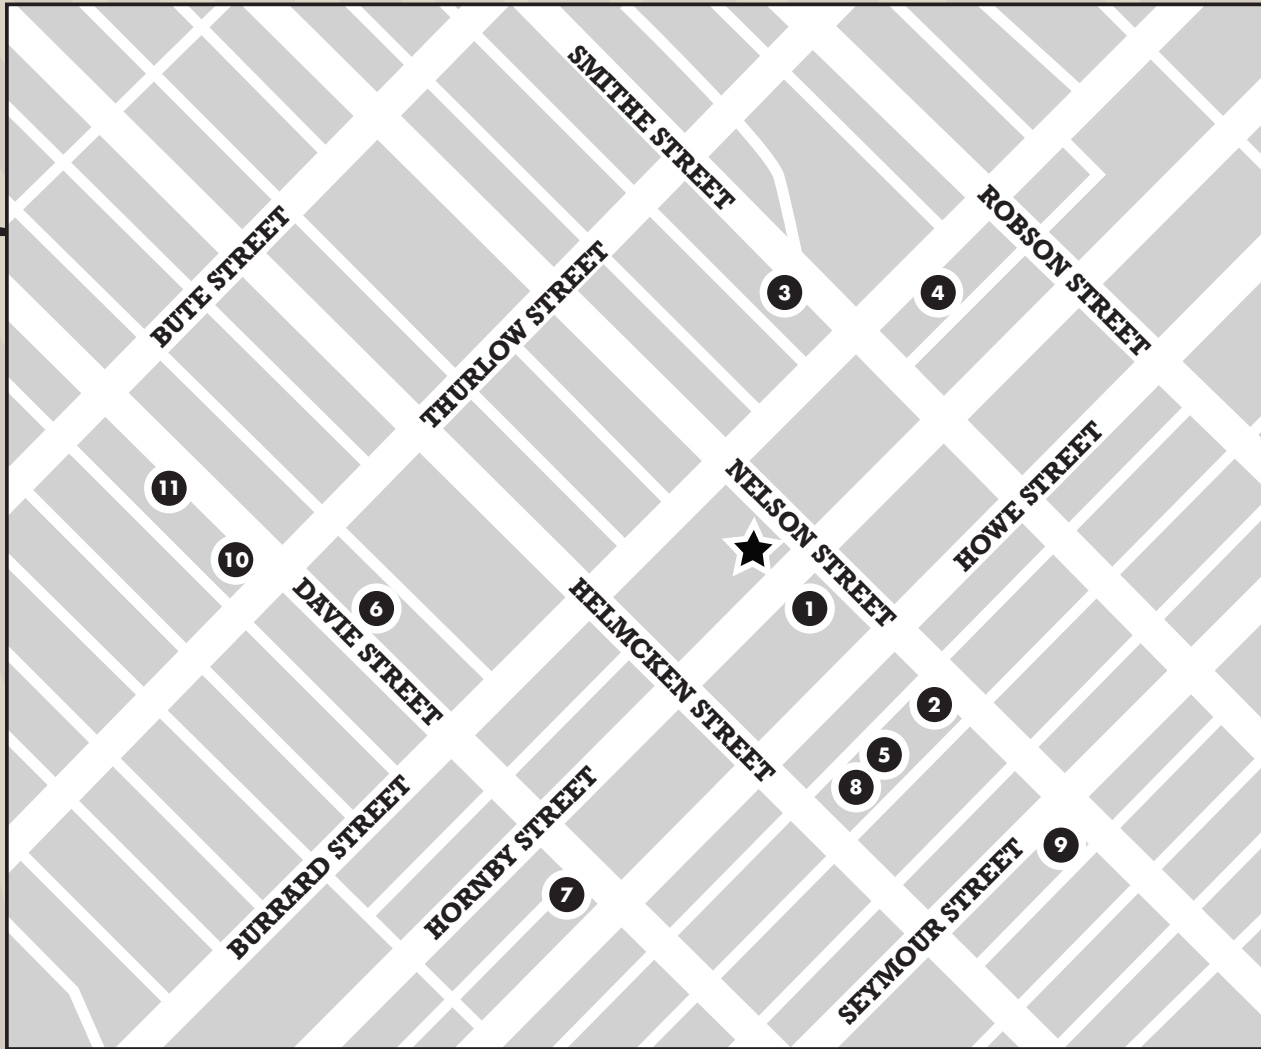 SMITHE STREET
ROBSON STREET
BUTE STREET
THURLOW STREET
3
4
HOWE STREET
NELSON STREET
11
10
DAVIE STREET
6
HELMCKEN STREET
1
2
5
8
BURRARD STREET
HORNBY STREET
7
SEYMOUR STREET
9